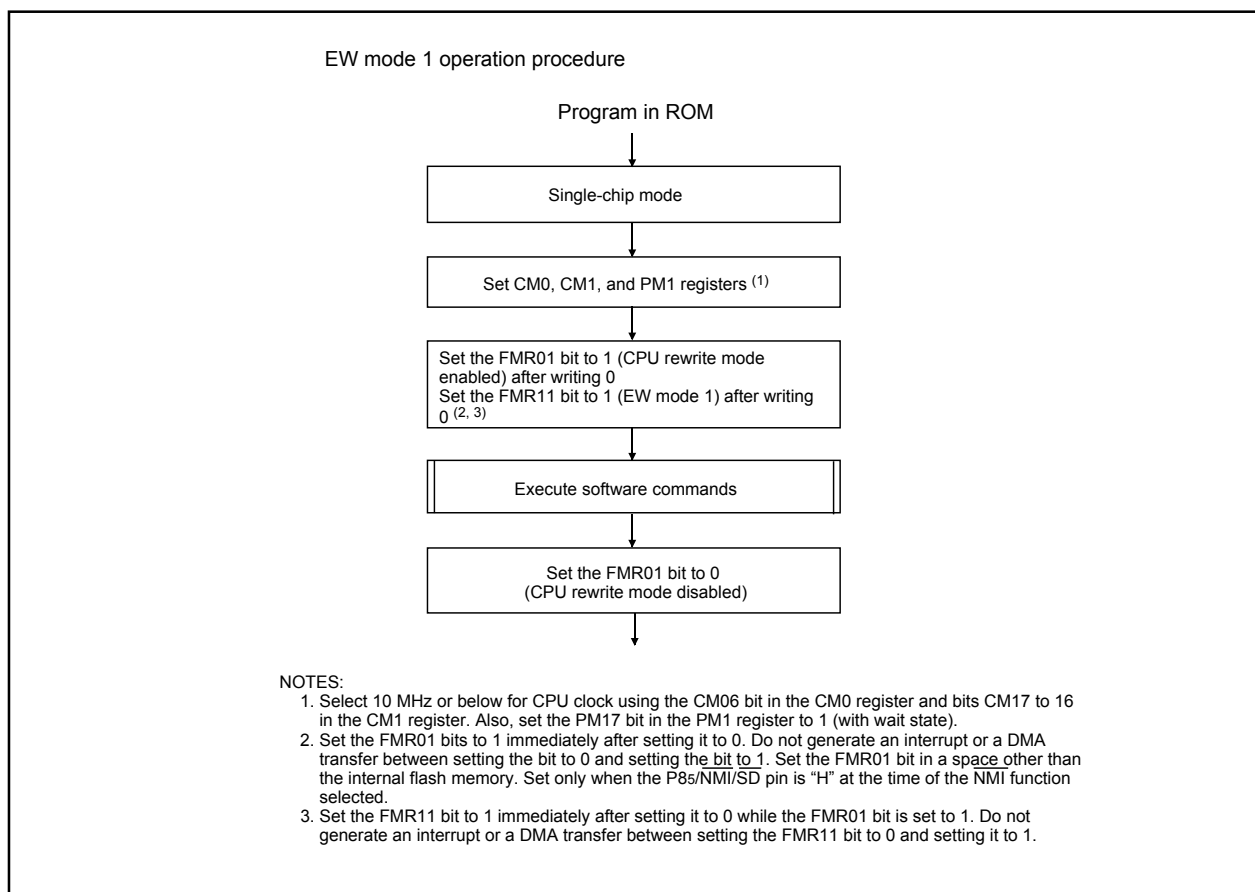 EW mode 1 operation procedure
Program in ROM
Single-chip mode
Set CM0, CM1, and PM1 registers (1)
Set the FMR01 bit to 1 (CPU rewrite mode
enabled) after writing 0
Set the FMR11 bit to 1 (EW mode 1) after writing
0 (2, 3)
Execute software commands
Set the FMR01 bit to 0
(CPU rewrite mode disabled)
NOTES:
1. Select 10 MHz or below for CPU clock using the CM06 bit in the CM0 register and bits CM17 to 16
in the CM1 register. Also, set the PM17 bit in the PM1 register to 1 (with wait state).
2. Set the FMR01 bits to 1 immediately after setting it to 0. Do not generate an interrupt or a DMA
transfer between setting the bit to 0 and setting the bit to 1. Set the FMR01 bit in a space other than
the internal flash memory. Set only when the P85/NMI/SD pin is “H” at the time of the NMI function
selected.
3. Set the FMR11 bit to 1 immediately after setting it to 0 while the FMR01 bit is set to 1. Do not
generate an interrupt or a DMA transfer between setting the FMR11 bit to 0 and setting it to 1.